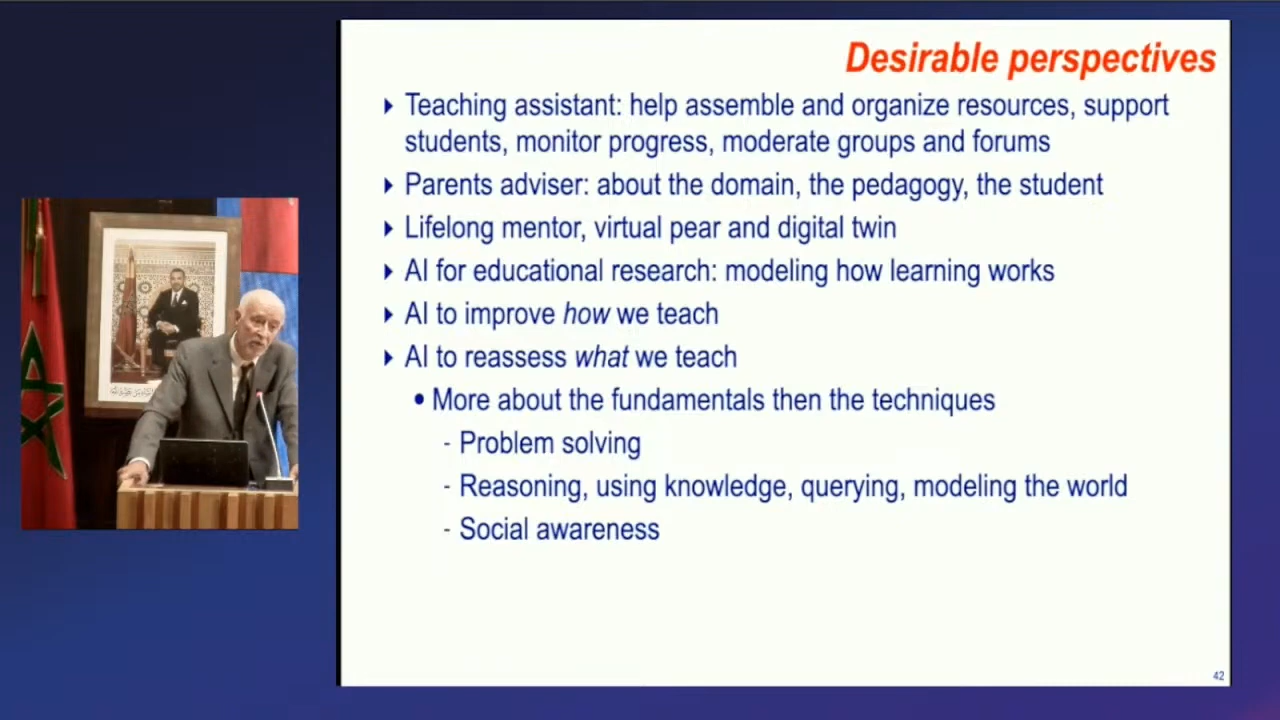 Desirable perspectives
Teaching assistant: help assemble and organize resources, support
students, monitor progress, moderate groups and forums
Parents adviser: about the domain, the pedagogy, the student
Lifelong mentor, virtual pear and digital twin
AI for educational research: modeling how learning works
AI to improve how we teach
AI to reassess what we teach
• More about the fundamentals then the techniques
- Problem solving
- Reasoning, using knowledge, querying, modeling the world
- Social awareness
42